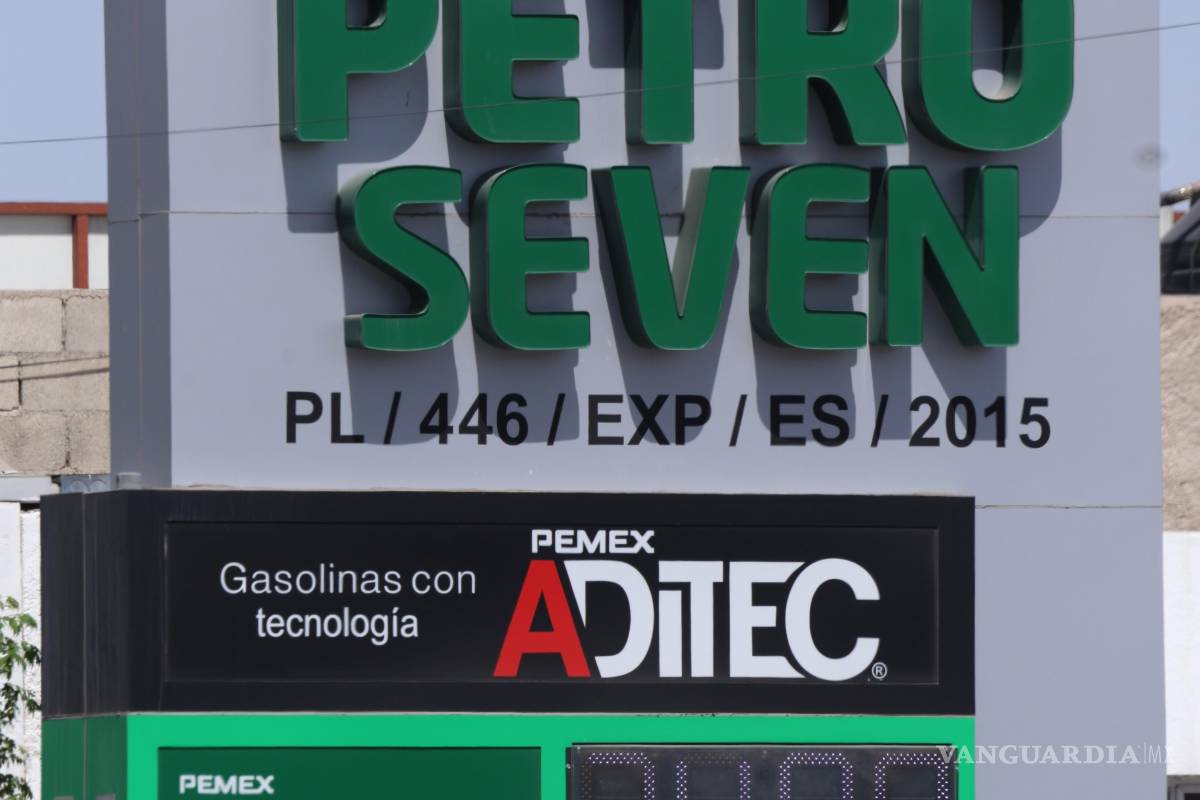 PETRO
SEVEN
PL / 446 / EXP / ES / 2015
Gasolinas con
tecnología
PEMEX
ADiTEC®
PEMEX
VANGUARDIA|MX